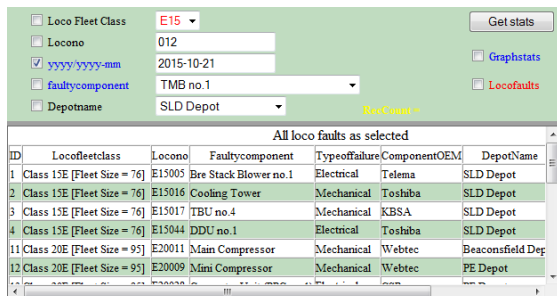 Loco Fleet Class E15 Get stats
Locono 012
yyyy/yyyy-mm 2015-10-21 Graphstats
faultycomponent TMB no.1 Locofaults
Depotname SLD Depot RecCount =
All loco faults as selected
ID Locofleetclass Locono Faultycomponent Typeoffailure ComponentOEM DepotName
1 Class 15E [Fleet Size = 76] E15005 Bre Stack Blower no.1 Electrical Telema SLD Depot
2 Class 15E [Fleet Size = 76] E15016 Cooling Tower Mechanical Toshiba SLD Depot
3 Class 15E [Fleet Size = 76] E15017 TBU no.4 Mechanical KBSA SLD Depot
4 Class 15E [Fleet Size = 76] E15044 DDU no.1 Electrical Toshiba SLD Depot
11 Class 20E [Fleet Size = 95] E20011 Main Compressor Mechanical Webtec Beaconsfield Dep
12 Class 20E [Fleet Size = 95] E20009 Mini Compressor Mechanical Webtec PE Depot